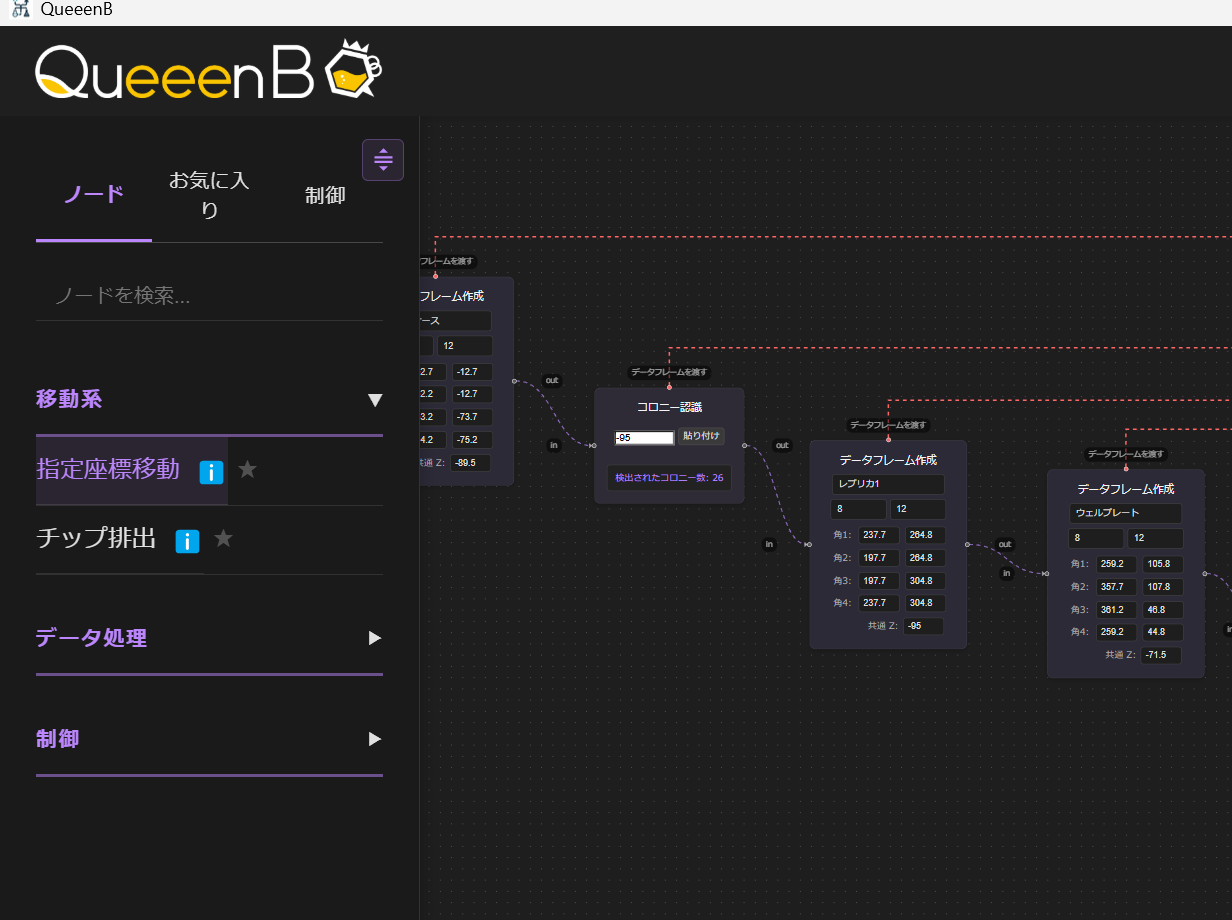 QueeenB
QueeenB
ノード
お気に入
り
制御
ノードを検索...
移動系
▼
指定座標移動
i
★
チップ排出
i
★
データ処理
▶
制御
▶
フレームを渡す
フレーム作成
ース
12
2.7
-12.7
2.2
-12.7
3.2
-73.7
4.2
-75.2
共通 Z:
-89.5
out
in
データフレームを渡す
コロニー認識
-95
貼り付け
検出されたコロニー数: 26
out
in
データフレームを渡す
データフレーム作成
レプリカ1
8
12
角1:
237.7
264.8
角2:
197.7
264.8
角3:
197.7
304.8
角4:
237.7
304.8
共通 Z:
-95
out
in
データフレームを渡す
データフレーム作成
ウェルプレート
8
12
角1:
259.2
105.8
角2:
357.7
107.8
角3:
361.2
46.8
角4:
259.2
44.8
共通 Z:
-71.5